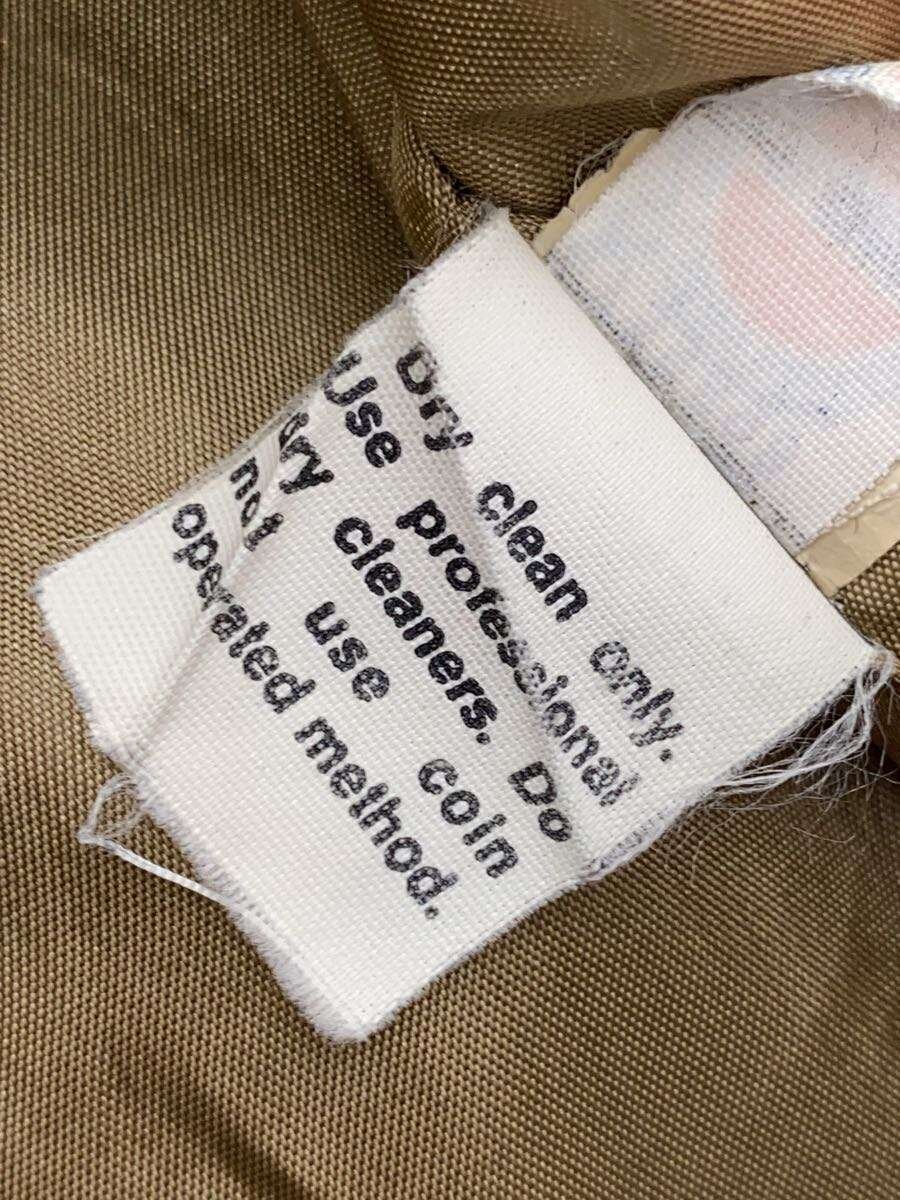 Dry clean only.
Use professional
dry cleaners. Do
not use coin
operated method.